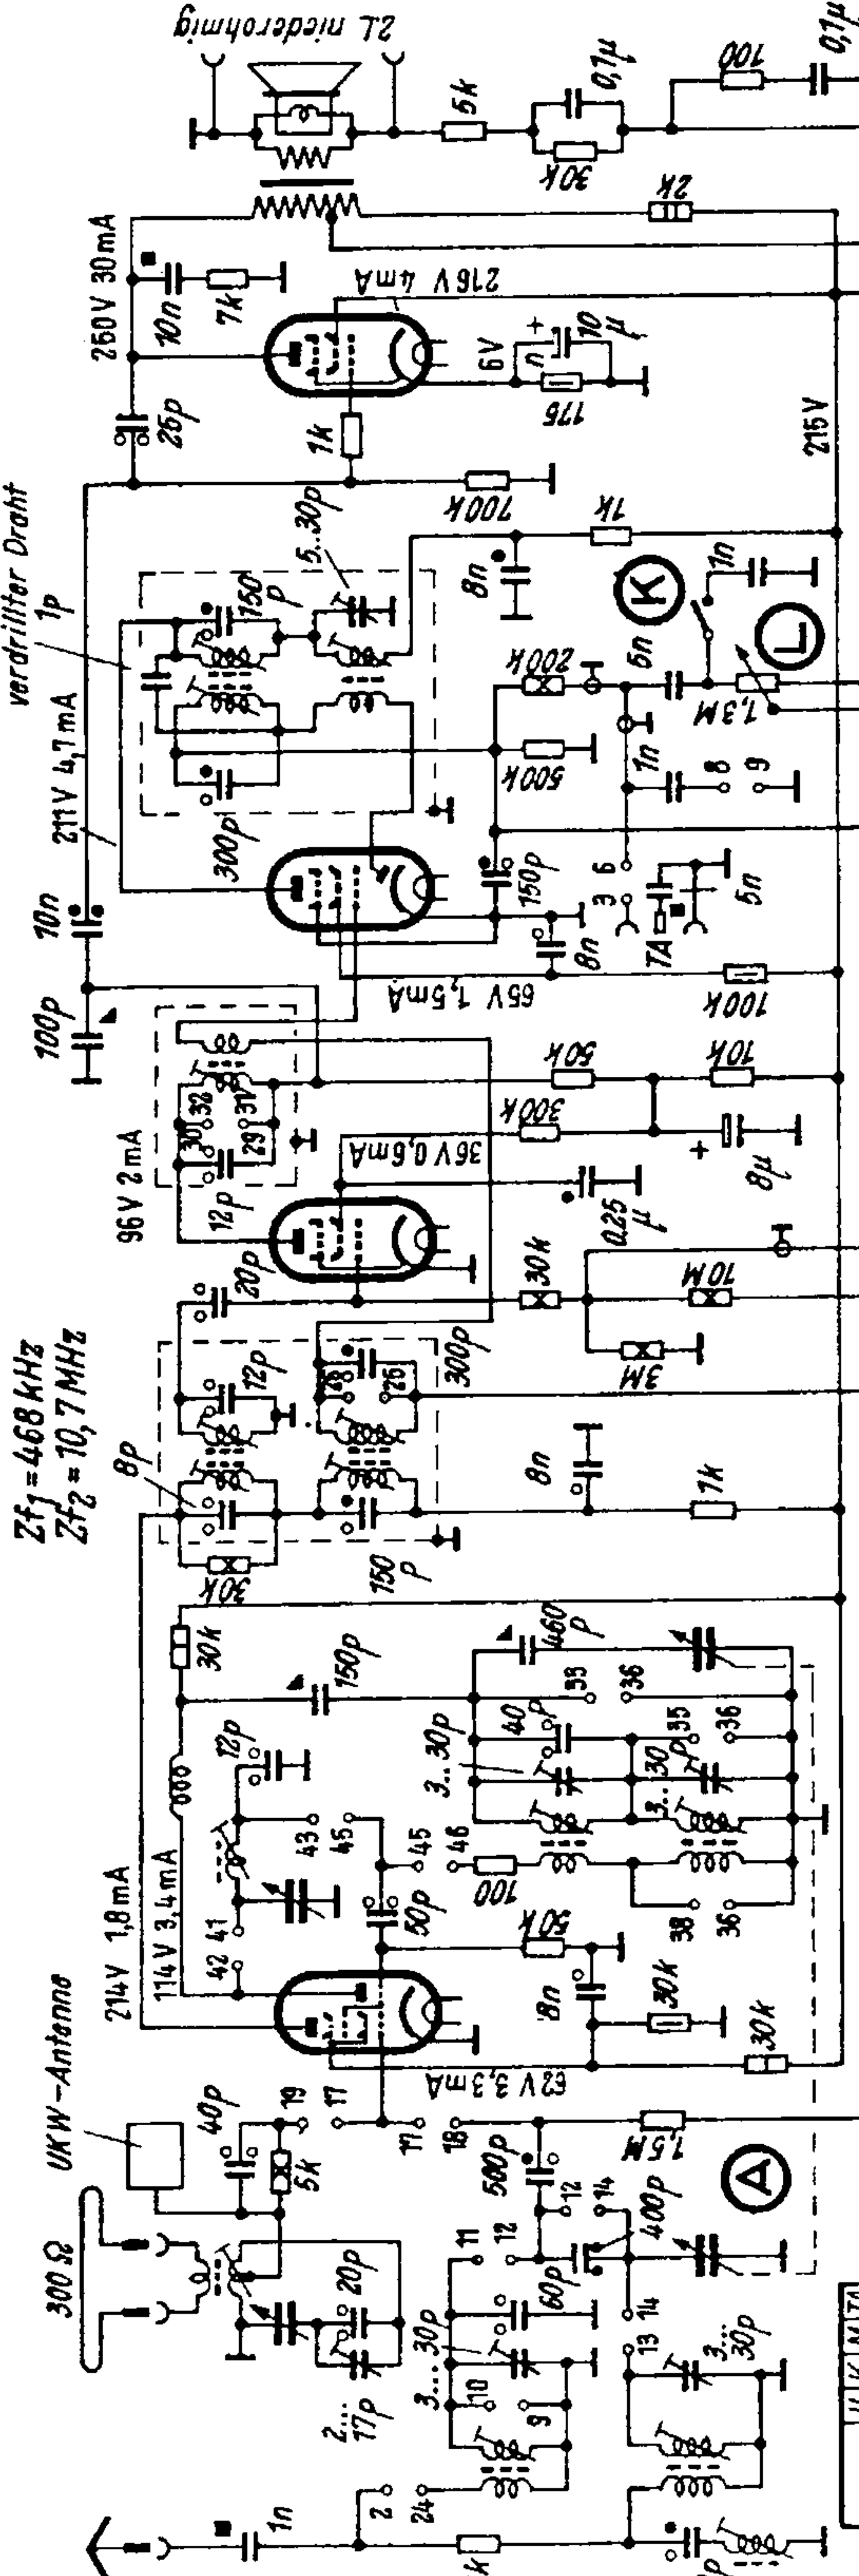 300 Ω
UKW-Antenne
214V 1,8mA
114V 3,4mA
Zf1 = 468 kHz
Zf2 = 10,7 MHz
96V 2mA
100p
10n
211V 4,7mA
verdrillter Draht
1p
250V 30mA
2L niederohmig
40p
5k
19
17
17
18
42
41
12p
43
45
45
46
50p
30k
150p
30k
8p
12p
20p
150p
300p
28
26
12p
30
32
29
31
36V 0,6mA
65V 1,5mA
300p
150p
5...30p
25p
1k
10n
7k
216V 4mA
6V
n
+
10µ
175
5k
30k
0,1µ
100
0,1µ
2k
2...17p
20p
1n
2
24
3...30p
10
9
11
12
60p
500p
12
14
400p
13
14
3...30p
k
p
1,5M
62V 3,3mA
8n
50k
30k
30k
100
38
36
3...30p
40p
3...30p
35
36
33
36
460p
8n
1k
30k
3M
10M
0,25µ
300k
50k
10k
+
8µ
8n
100k
150p
TA
3
6
5n
1n
8
9
500k
200k
5n
1,3M
1n
8n
1k
700k
215V
A
K
L
U K M TA